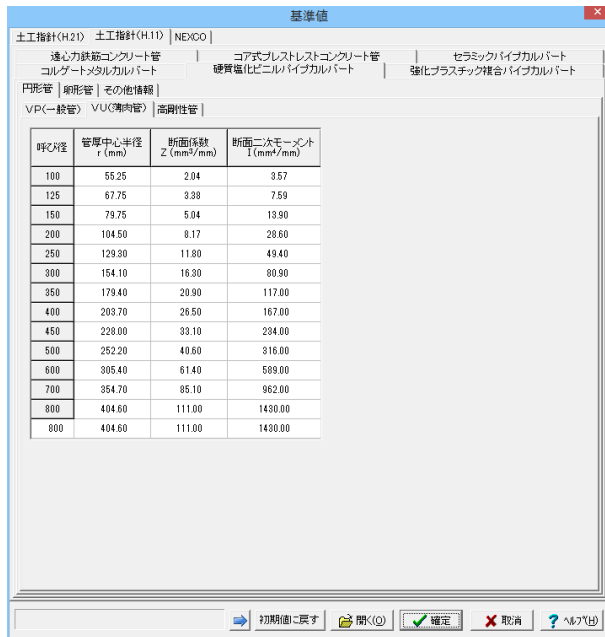 基準値
土工指針(H.21) 土工指針(H.11) NEXCO
遠心力鉄筋コンクリート管 コア式プレストレストコンクリート管 セラミックパイプカルバート
コルゲートメタルカルバート 硬質塩化ビニルパイプカルバート 強化プラスチック複合パイプカルバート
円形管 卵形管 その他情報
VP(一般管) VU(薄肉管) 高剛性管
呼び径 管厚中心半径 断面係数 断面二次モーメント
r (mm) Z (mm³/mm) I (mm⁴/mm)
100 55.25 2.04 3.57
125 67.75 3.38 7.59
150 79.75 5.04 13.90
200 104.50 8.17 28.60
250 129.30 11.80 49.40
300 154.10 16.30 80.90
350 179.40 20.90 117.00
400 203.70 26.50 167.00
450 228.00 33.10 234.00
500 252.20 40.60 316.00
600 305.40 61.40 589.00
700 354.70 85.10 962.00
800 404.60 111.00 1430.00
800 404.60 111.00 1430.00
初期値に戻す 開く(O) 確定 取消 ヘルプ(H)